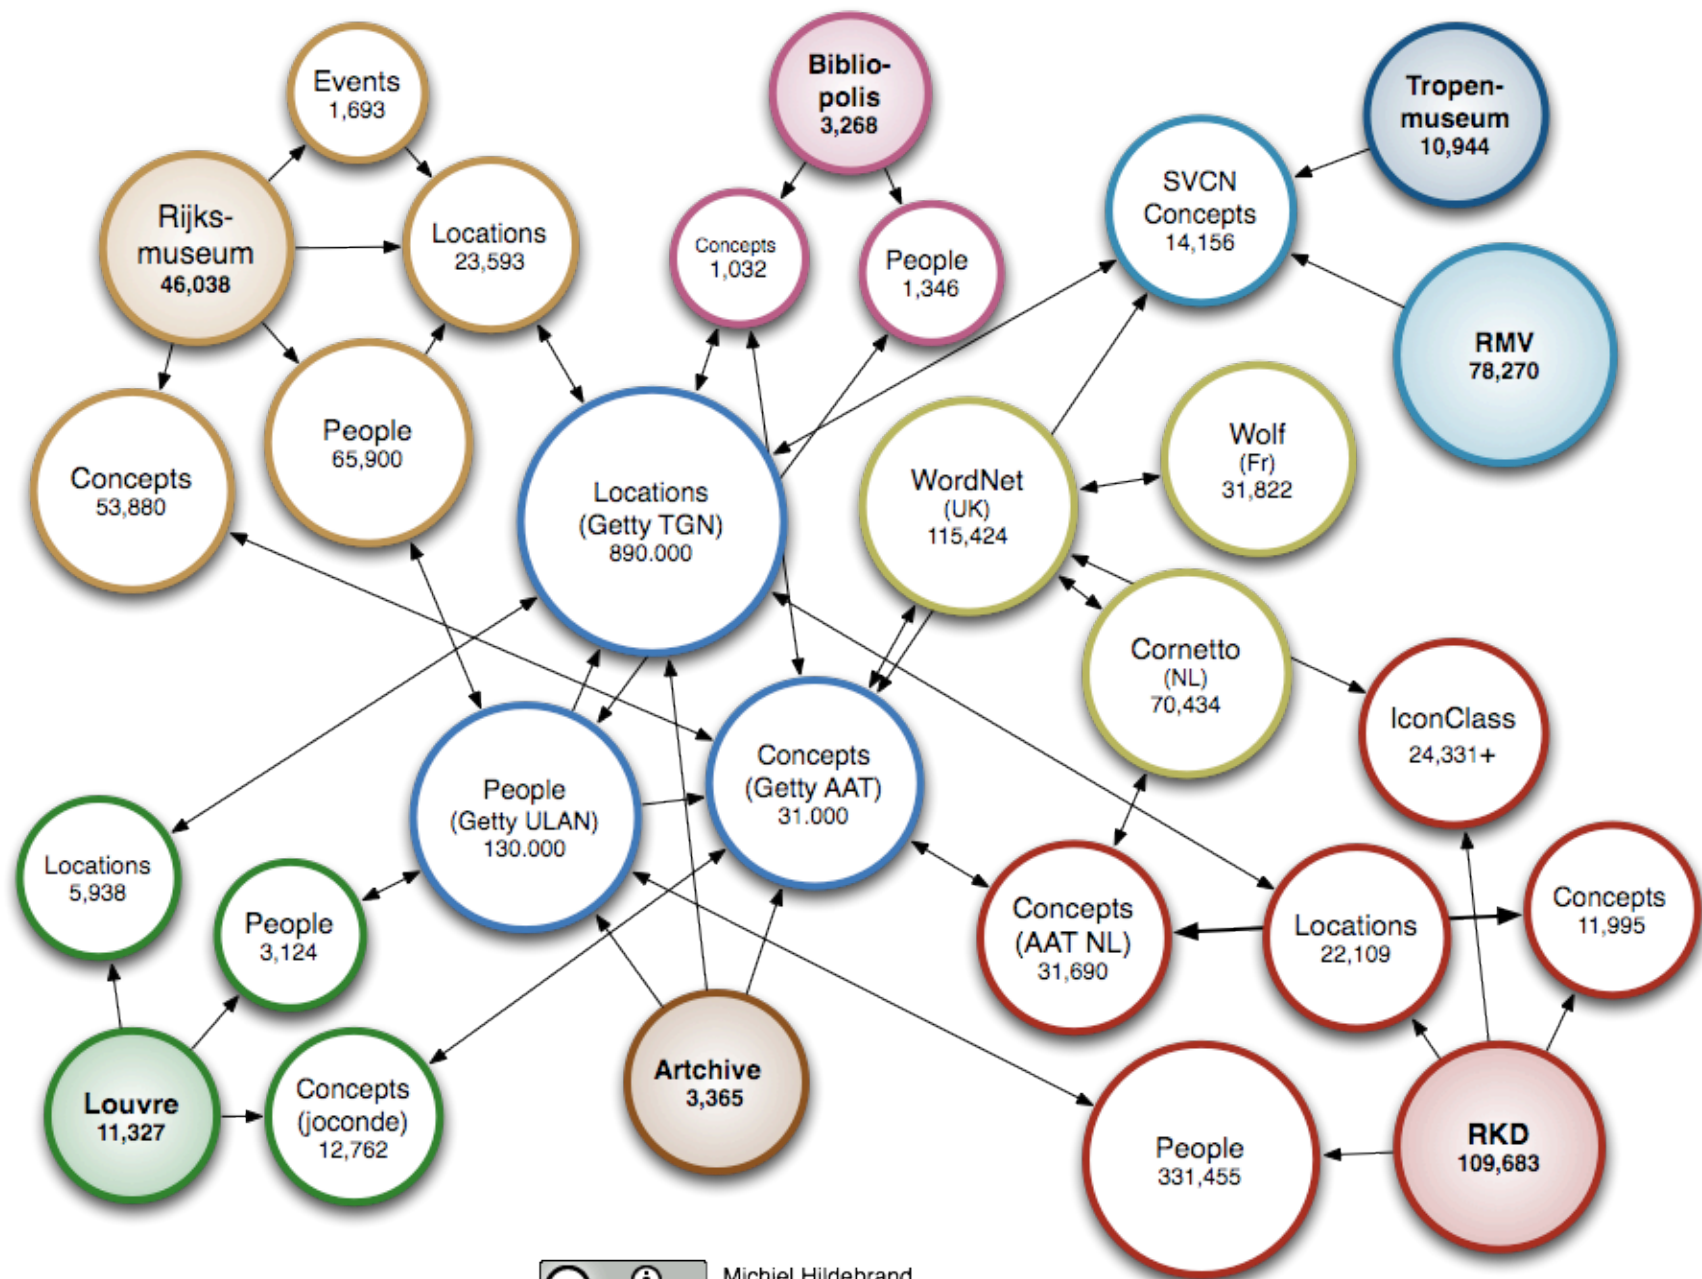 Events
1,693
Biblio-
polis
3,268
Tropen-
museum
10,944
Rijks-
museum
46,038
Locations
23,593
Concepts
1,032
People
1,346
SVCN
Concepts
14,156
RMV
78,270
Concepts
53,880
People
65,900
Locations
(Getty TGN)
890.000
WordNet
(UK)
115,424
Wolf
(Fr)
31,822
Cornetto
(NL)
70,434
IconClass
24,331+
People
(Getty ULAN)
130.000
Concepts
(Getty AAT)
31.000
Locations
5,938
People
3,124
Concepts
(AAT NL)
31,690
Locations
22,109
Concepts
11,995
Louvre
11,327
Concepts
(joconde)
12,762
Artchive
3,365
People
331,455
RKD
109,683
Michiel Hildebrand